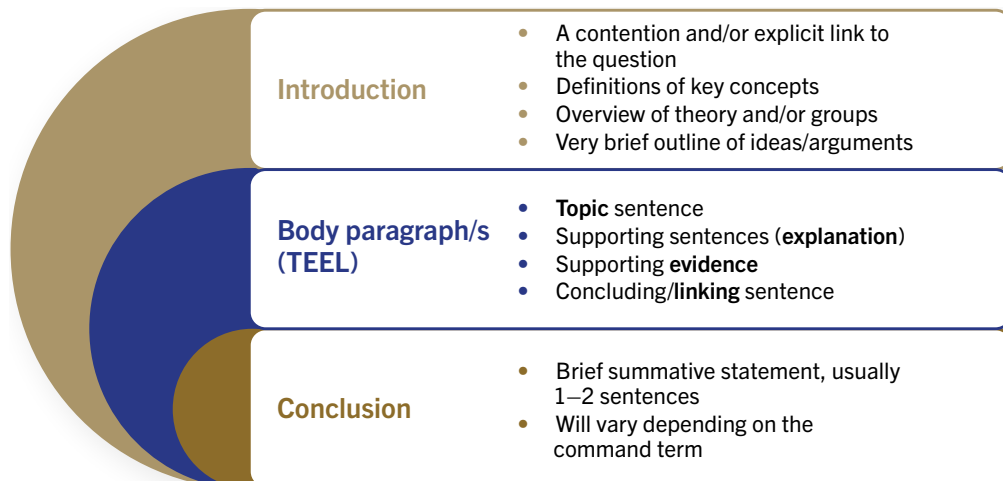 Introduction
• A contention and/or explicit link to
the question
• Definitions of key concepts
• Overview of theory and/or groups
• Very brief outline of ideas/arguments
Body paragraph/s
(TEEL)
• Topic sentence
• Supporting sentences (explanation)
• Supporting evidence
• Concluding/linking sentence
Conclusion
• Brief summative statement, usually
1–2 sentences
• Will vary depending on the
command term